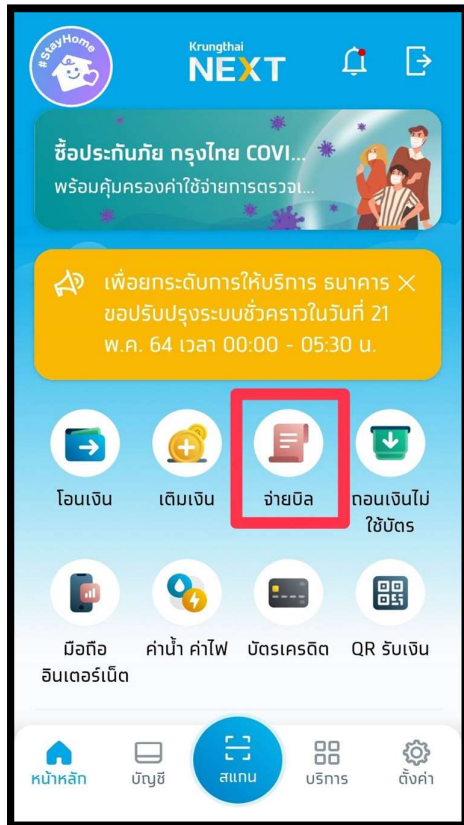 #StayHome
Krungthai
NEXT
ซื้อประกันภัย กรุงไทย COVI...
พร้อมคุ้มครองค่าใช้จ่ายการตรวจเ...
เพื่อยกระดับการให้บริการ ธนาคาร
ขอปรับปรุงระบบชั่วคราวในวันที่ 21
พ.ค. 64 เวลา 00:00 - 05:30 น.
โอนเงิน
เติมเงิน
จ่ายบิล
ถอนเงินไม่
ใช้บัตร
มือถือ
อินเตอร์เน็ต
ค่าน้ำ ค่าไฟ
บัตรเครดิต
QR รับเงิน
หน้าหลัก
บัญชี
สแกน
บริการ
ตั้งค่า